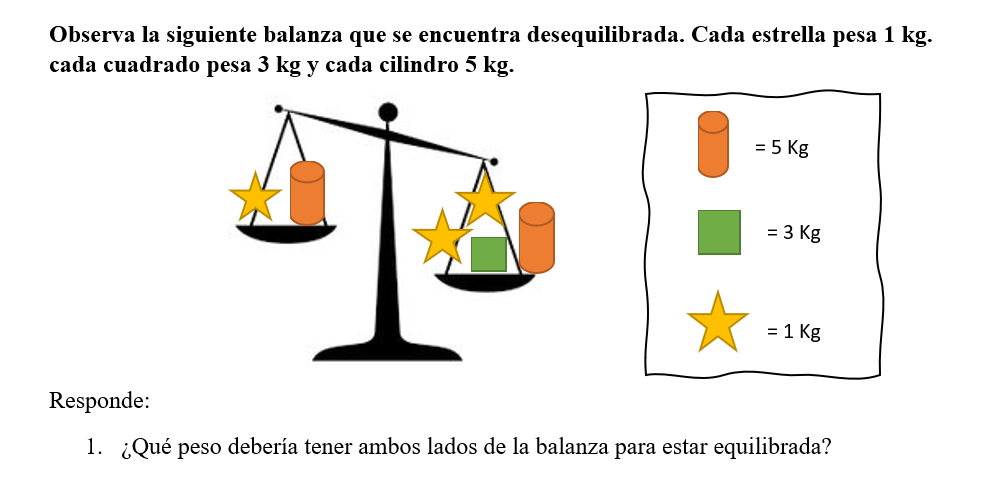 Observa la siguiente balanza que se encuentra desequilibrada. Cada estrella pesa 1 kg.
cada cuadrado pesa 3 kg y cada cilindro 5 kg.
= 5 Kg
= 3 Kg
= 1 Kg
Responde:
1. ¿Qué peso debería tener ambos lados de la balanza para estar equilibrada?